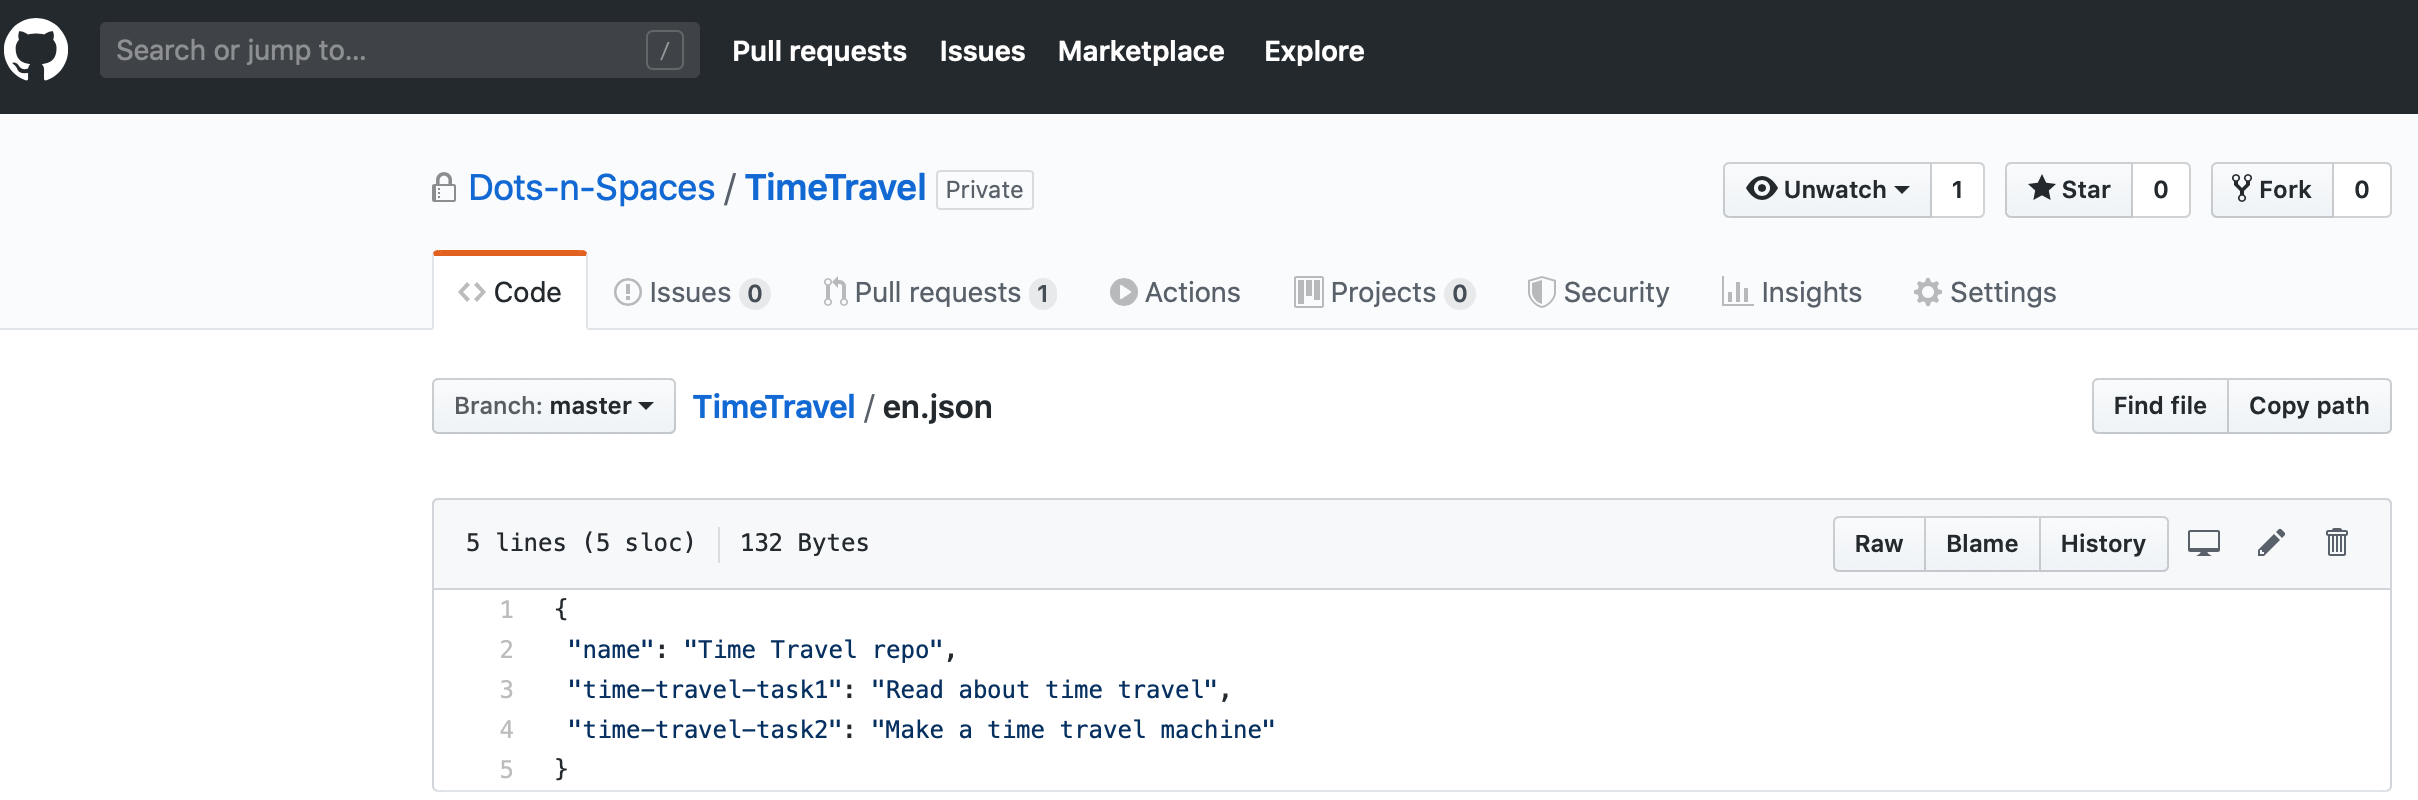 Search or jump to... /
Pull requests Issues Marketplace Explore
Dots-n-Spaces / TimeTravel Private
Unwatch 1 Star 0 Fork 0
Code Issues 0 Pull requests 1 Actions Projects 0 Security Insights Settings
Branch: master TimeTravel / en.json
Find file Copy path
5 lines (5 sloc) 132 Bytes
Raw Blame History
1 {
2 "name": "Time Travel repo",
3 "time-travel-task1": "Read about time travel",
4 "time-travel-task2": "Make a time travel machine"
5 }